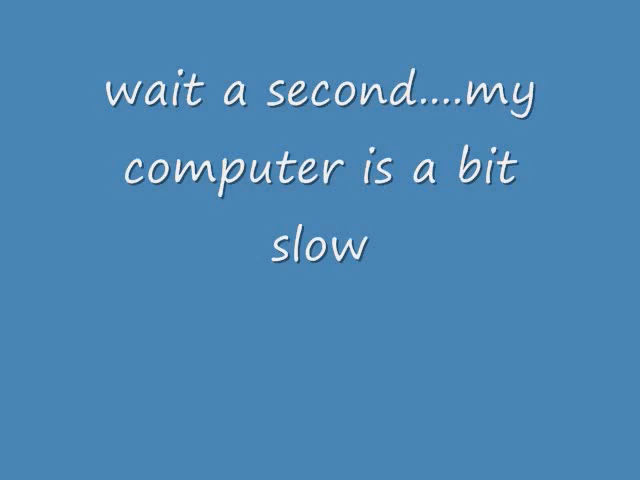 wait a second....my
computer is a bit
slow